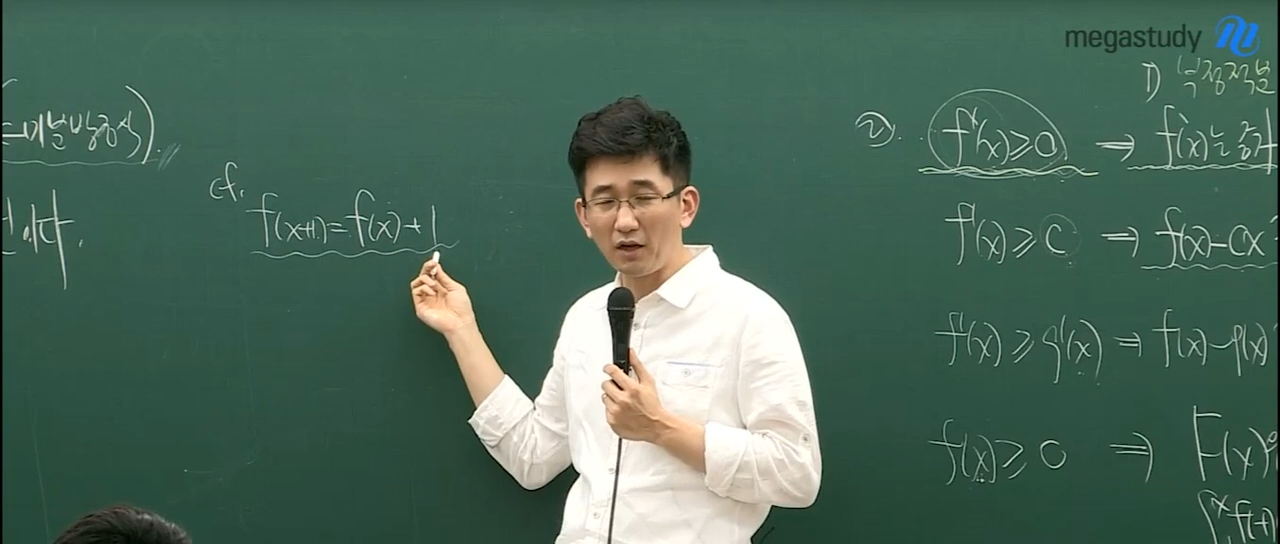 megastudy
1) 부정적분
미분방정식)
cf. f(x+1)=f(x)+1
② f'(x)≥0 ⇒ f(x)는 증가
f'(x)≥C ⇒ f(x)-Cx
f'(x)≥g'(x) ⇒ f(x)-g(x)
f(x)≥0 ⇒ F(x)
∫ˣ f(t)